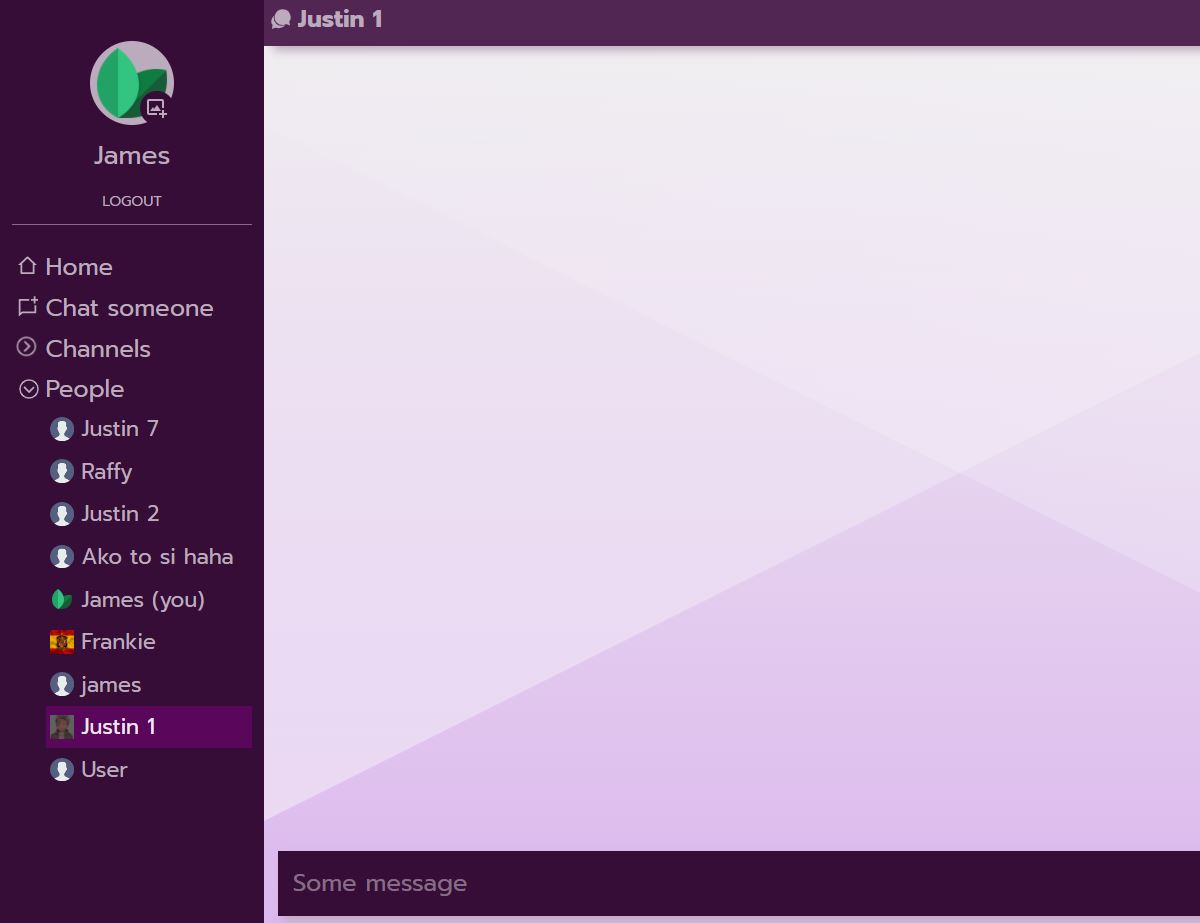 James
LOGOUT
Home
Chat someone
Channels
People
Justin 7
Raffy
Justin 2
Ako to si haha
James (you)
Frankie
james
Justin 1
User
Justin 1
Some message